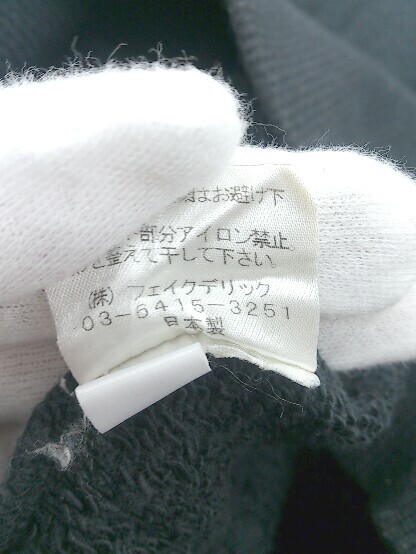 はお避け下
部分アイロン禁止
整えて干して下さい。
(株) フェイクデリック
03-5415-3251
日本製